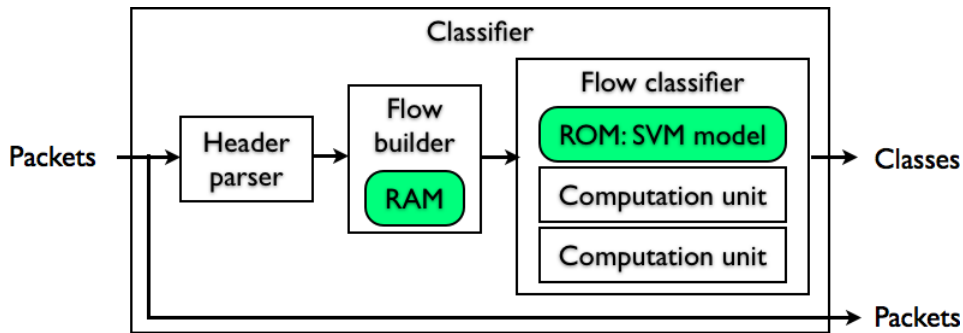 Classifier
Packets
Header
parser
Flow
builder
RAM
Flow classifier
ROM: SVM model
Computation unit
Computation unit
Classes
Packets